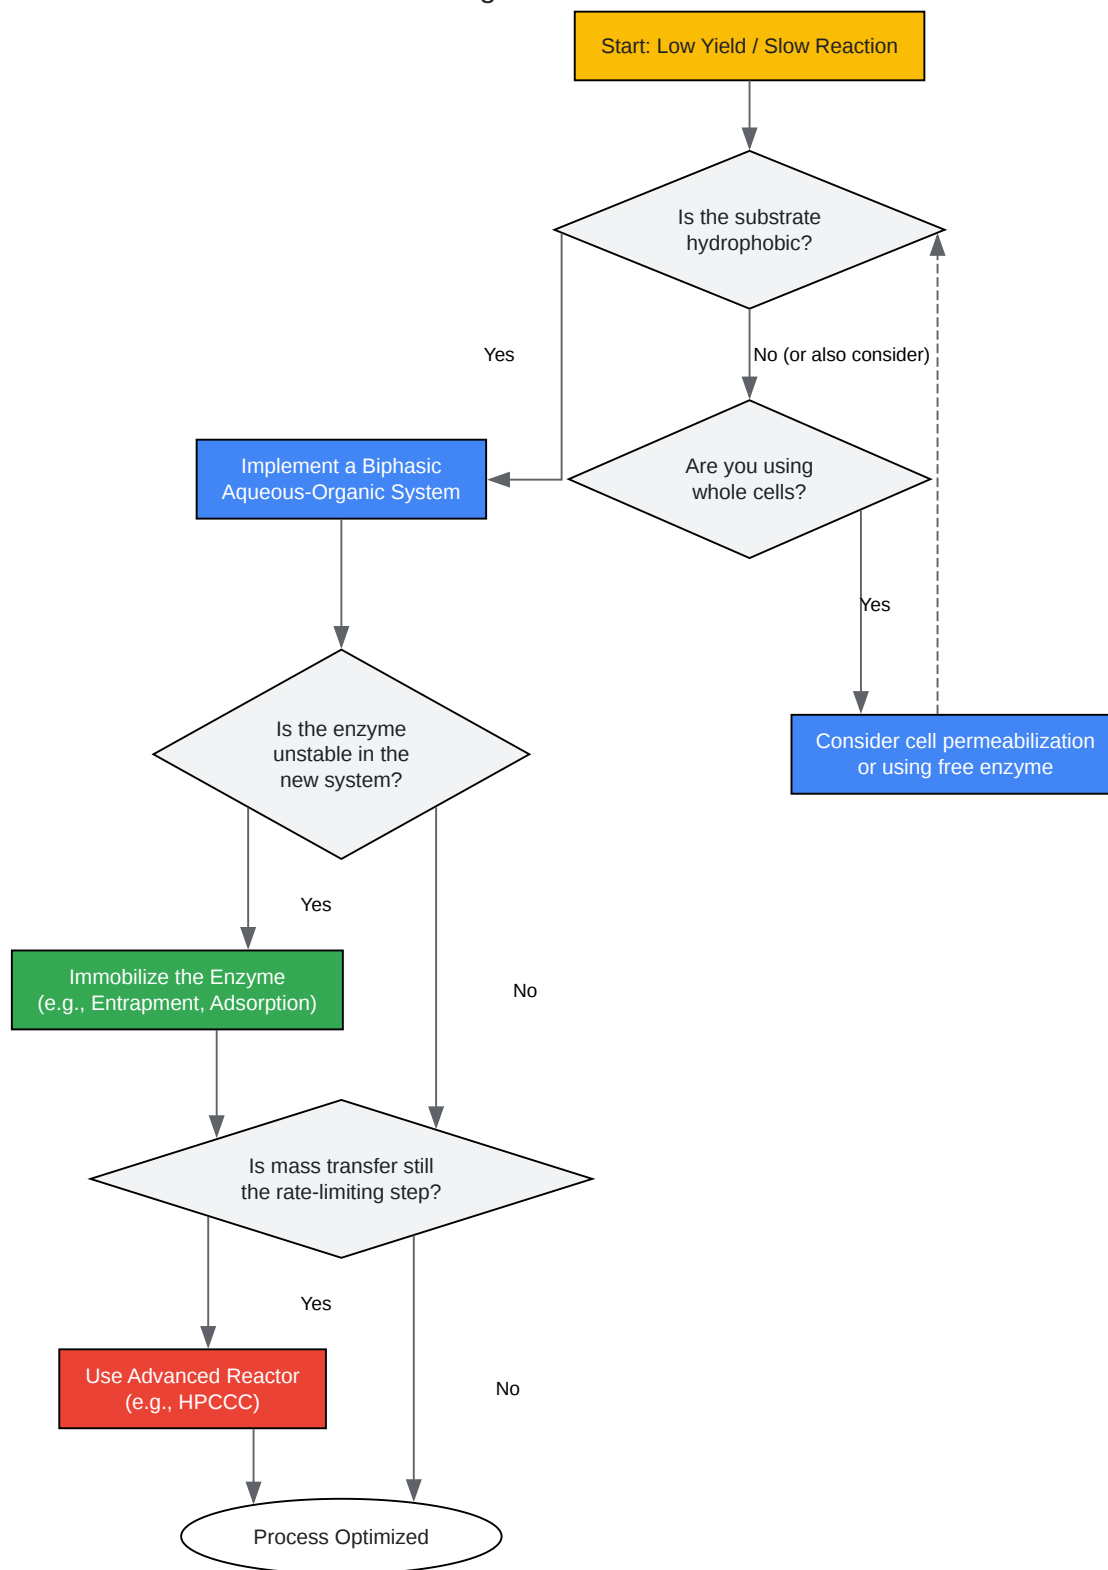 Start: Low Yield / Slow Reaction
Is the substrate
hydrophobic?
Yes
No (or also consider)
Implement a Biphasic
Aqueous-Organic System
Are you using
whole cells?
Yes
Is the enzyme
unstable in the
new system?
Consider cell permeabilization
or using free enzyme
Yes
Immobilize the Enzyme
(e.g., Entrapment, Adsorption)
No
Is mass transfer still
the rate-limiting step?
Yes
Use Advanced Reactor
(e.g., HPCCC)
No
Process Optimized